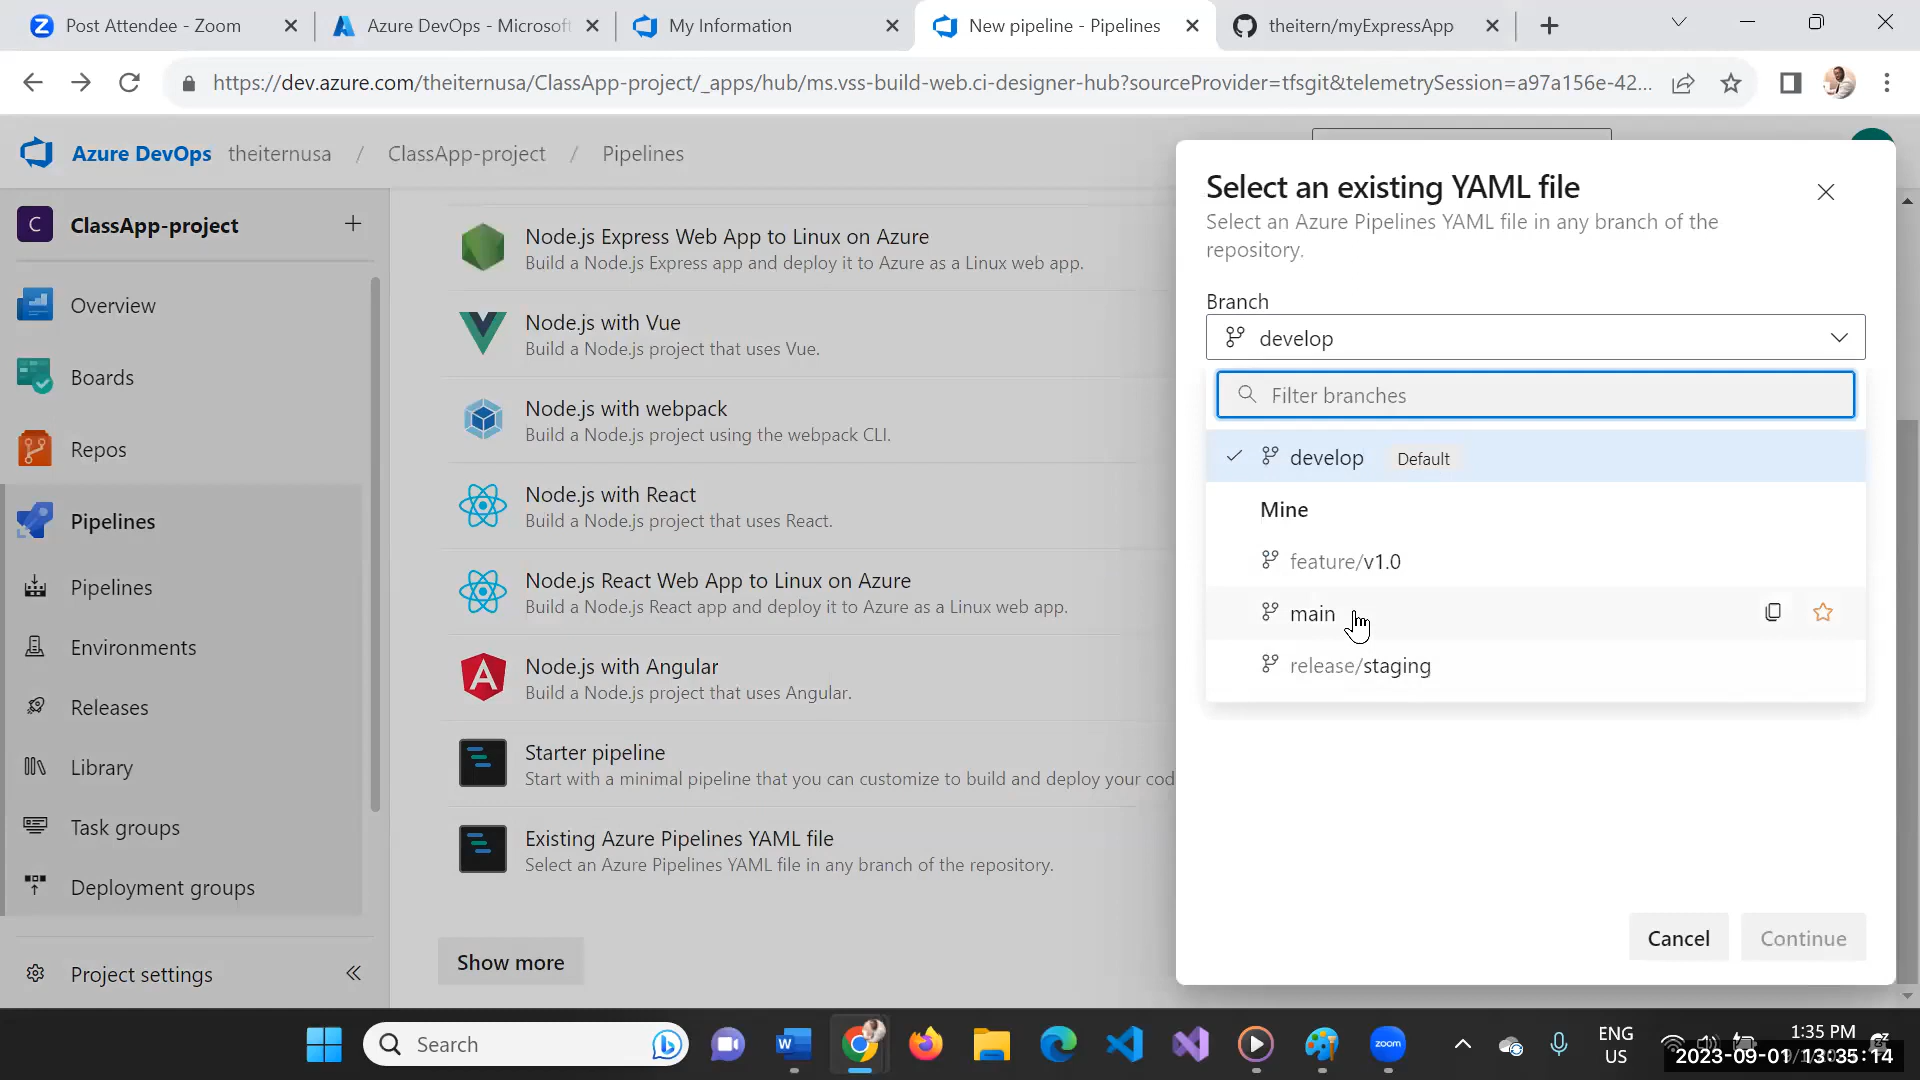 Post Attendee - Zoom
Azure DevOps - Microsoft
My Information
New pipeline - Pipelines
theitern/myExpressApp
https://dev.azure.com/theiternusa/ClassApp-project/_apps/hub/ms.vss-build-web.ci-designer-hub?sourceProvider=tfsgit&telemetrySession=a97a156e-42...
Azure DevOps theiternusa / ClassApp-project / Pipelines
C ClassApp-project
Overview
Boards
Repos
Pipelines
Pipelines
Environments
Releases
Library
Task groups
Deployment groups
Project settings
Node.js Express Web App to Linux on Azure
Build a Node.js Express app and deploy it to Azure as a Linux web app.
Node.js with Vue
Build a Node.js project that uses Vue.
Node.js with webpack
Build a Node.js project using the webpack CLI.
Node.js with React
Build a Node.js project that uses React.
Node.js React Web App to Linux on Azure
Build a Node.js React app and deploy it to Azure as a Linux web app.
Node.js with Angular
Build a Node.js project that uses Angular.
Starter pipeline
Start with a minimal pipeline that you can customize to build and deploy your cod
Existing Azure Pipelines YAML file
Select an Azure Pipelines YAML file in any branch of the repository.
Show more
Select an existing YAML file
Select an Azure Pipelines YAML file in any branch of the
repository.
Branch
develop
Filter branches
develop Default
Mine
feature/v1.0
main
release/staging
Cancel
Continue
Search
zoom
ENG
US
1:35 PM
2023-09-01 13:35:14